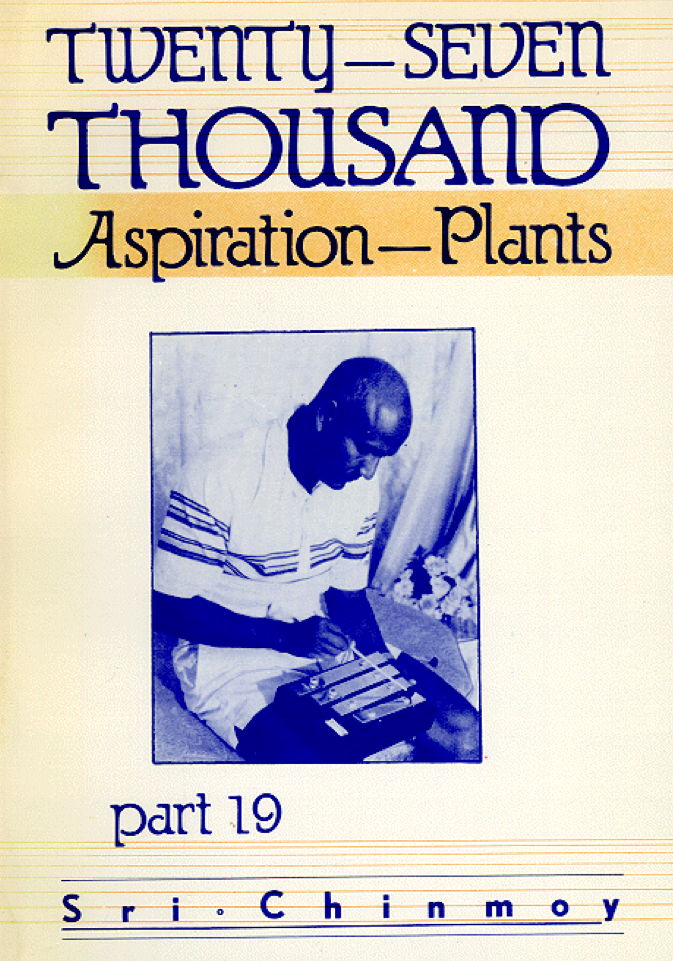 TWENTY—SEVEN
THOUSAND
Aspiration—Plants
part 19
Sri Chinmoy